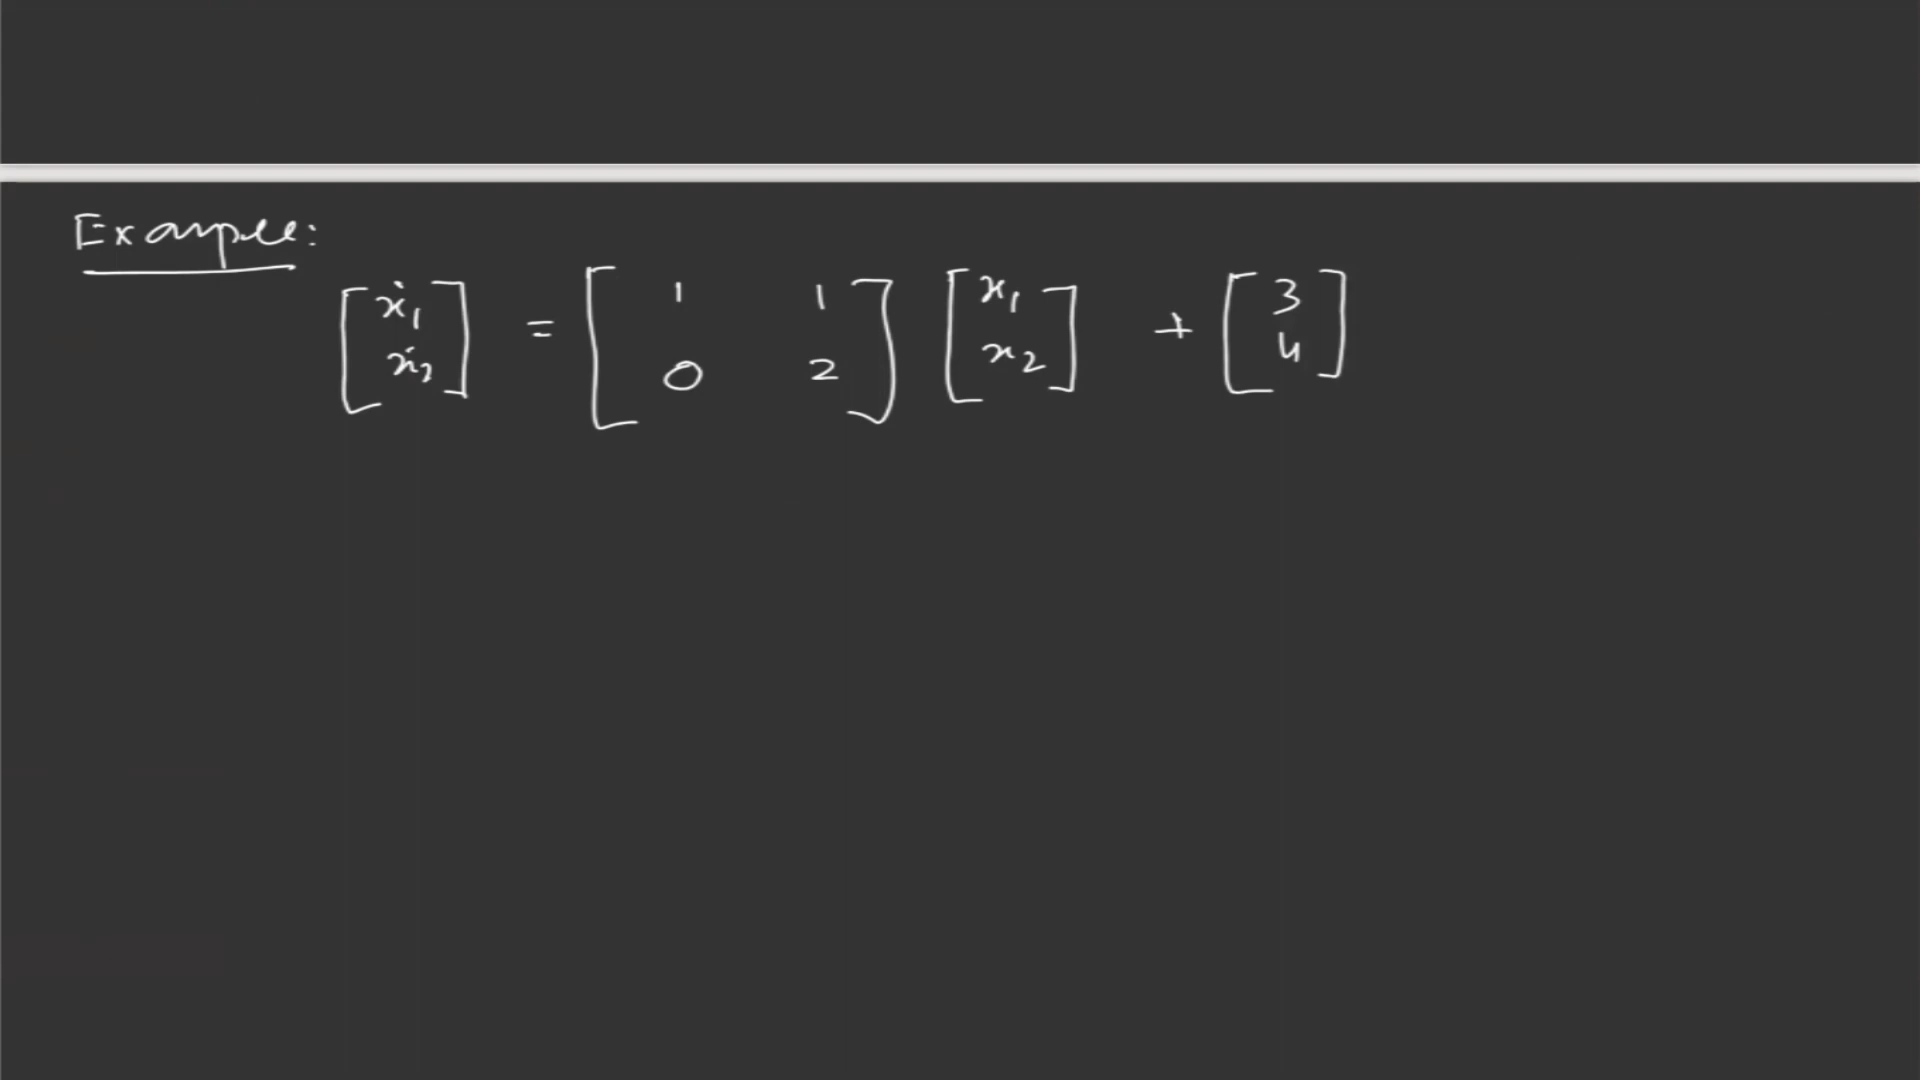 Example:
[ẋ₁ ẋ₂] = [1 1 0 2] [x₁ x₂] + [3 4]